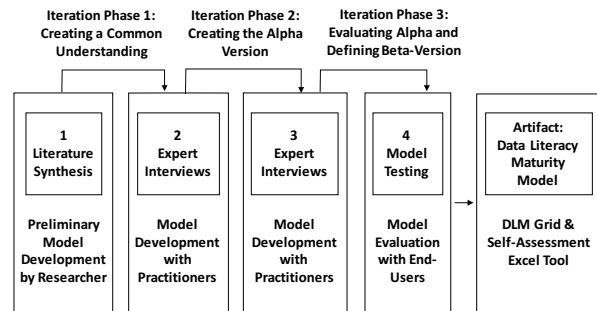 Iteration Phase 1:
Creating a Common
Understanding
Iteration Phase 2:
Creating the Alpha
Version
Iteration Phase 3:
Evaluating Alpha and
Defining Beta-Version
1
Literature
Synthesis
Preliminary
Model
Development
by Researcher
2
Expert
Interviews
Model
Development
with
Practitioners
3
Expert
Interviews
Model
Development
with
Practitioners
4
Model
Testing
Model
Evaluation
with End-
Users
Artifact:
Data Literacy
Maturity
Model
DLM Grid &
Self-Assessment
Excel Tool